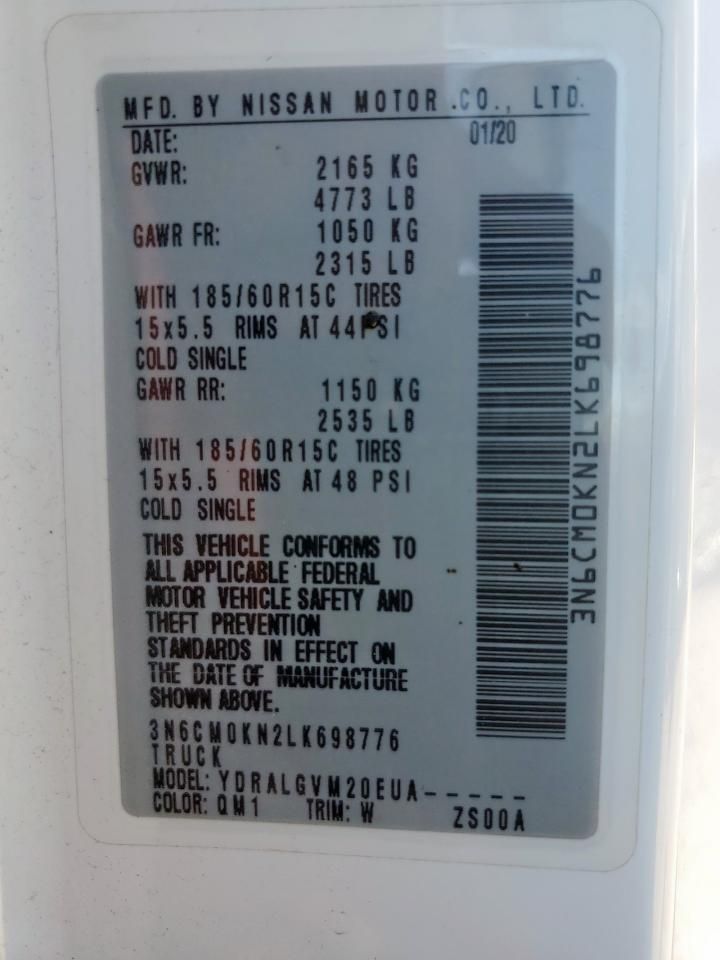 MFD. BY NISSAN MOTOR CO., LTD.
DATE: 01/20
GVWR: 2165 KG
4773 LB
GAWR FR: 1050 KG
2315 LB
WITH 185/60R15C TIRES
15x5.5 RIMS AT 44PSI
COLD SINGLE
GAWR RR: 1150 KG
2535 LB
WITH 185/60R15C TIRES
15x5.5 RIMS AT 48 PSI
COLD SINGLE
THIS VEHICLE CONFORMS TO
ALL APPLICABLE FEDERAL
MOTOR VEHICLE SAFETY AND
THEFT PREVENTION
STANDARDS IN EFFECT ON
THE DATE OF MANUFACTURE
SHOWN ABOVE.
3N6CM0KN2LK698776
TRUCK
MODEL: YDRALGVM20EUA-----
COLOR: QM1 TRIM: W ZS00A
3N6CM0KN2LK698776